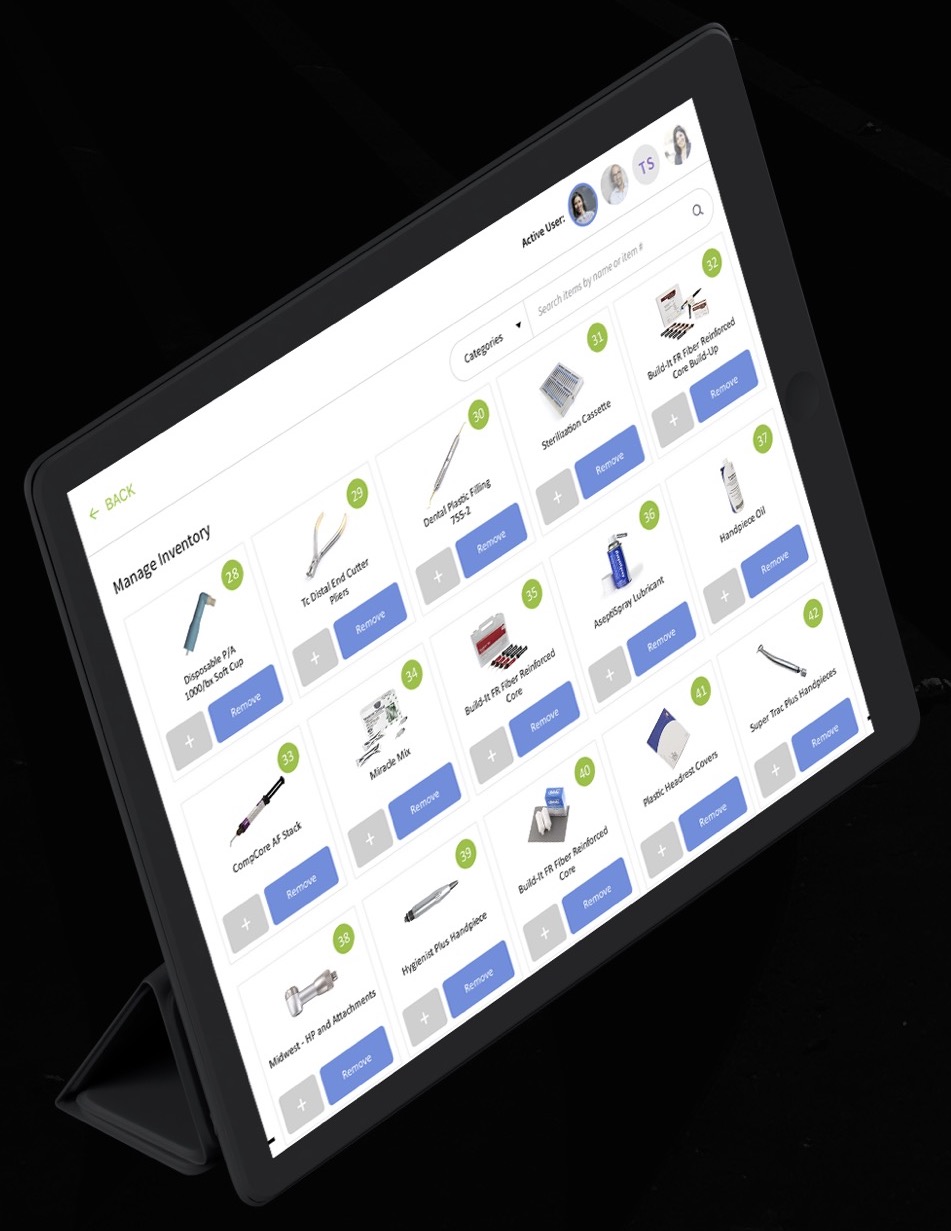 Active User:
TS
← BACK
Categories
Search items by name or item #
Manage Inventory
28
Disposable P/A
1000/bx Soft Cup
+
Remove
29
Tc Distal End Cutter
Pliers
+
Remove
30
Dental Plastic Filling
7SS-2
+
Remove
31
Sterilization Cassette
+
Remove
32
Build-It FR Fiber Reinforced
Core Build-Up
+
Remove
33
CompCore AF Stack
+
Remove
34
Miracle Mix
+
Remove
35
Build-It FR Fiber Reinforced
Core
+
Remove
36
AseptiSpray Lubricant
+
Remove
37
Handpiece Oil
+
Remove
38
Midwest - HP and Attachments
+
Remove
39
Hygienist Plus Handpiece
+
Remove
40
Build-It FR Fiber Reinforced
Core
+
Remove
41
Plastic Headrest Covers
+
Remove
42
Super Trac Plus Handpieces
+
Remove